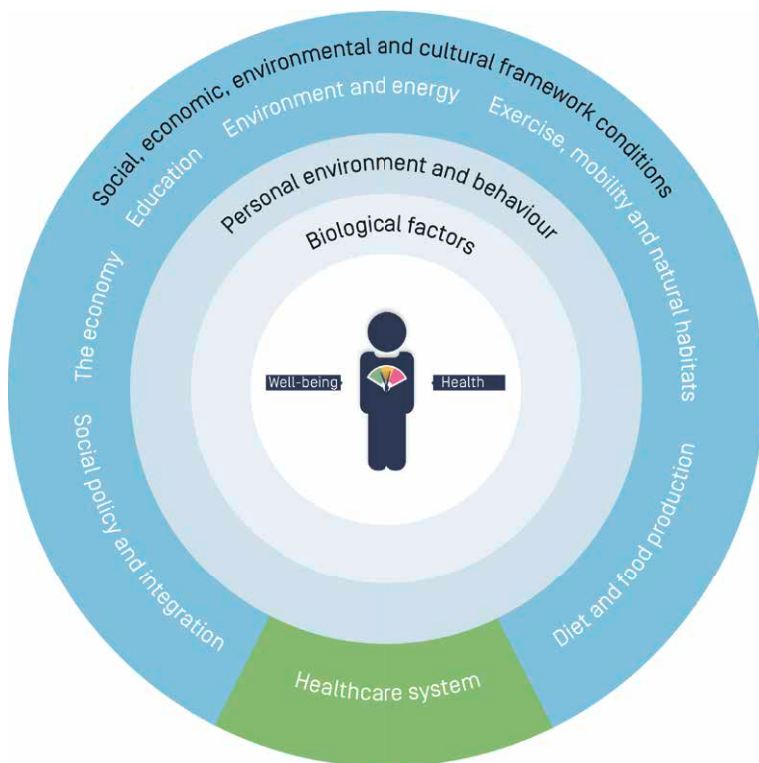 Social, economic, environmental and cultural framework conditions
Environment and energy
Exercise, mobility and natural habitats
Education
The economy
Social policy and integration
Diet and food production
Personal environment and behaviour
Biological factors
Well-being
Health
Healthcare system